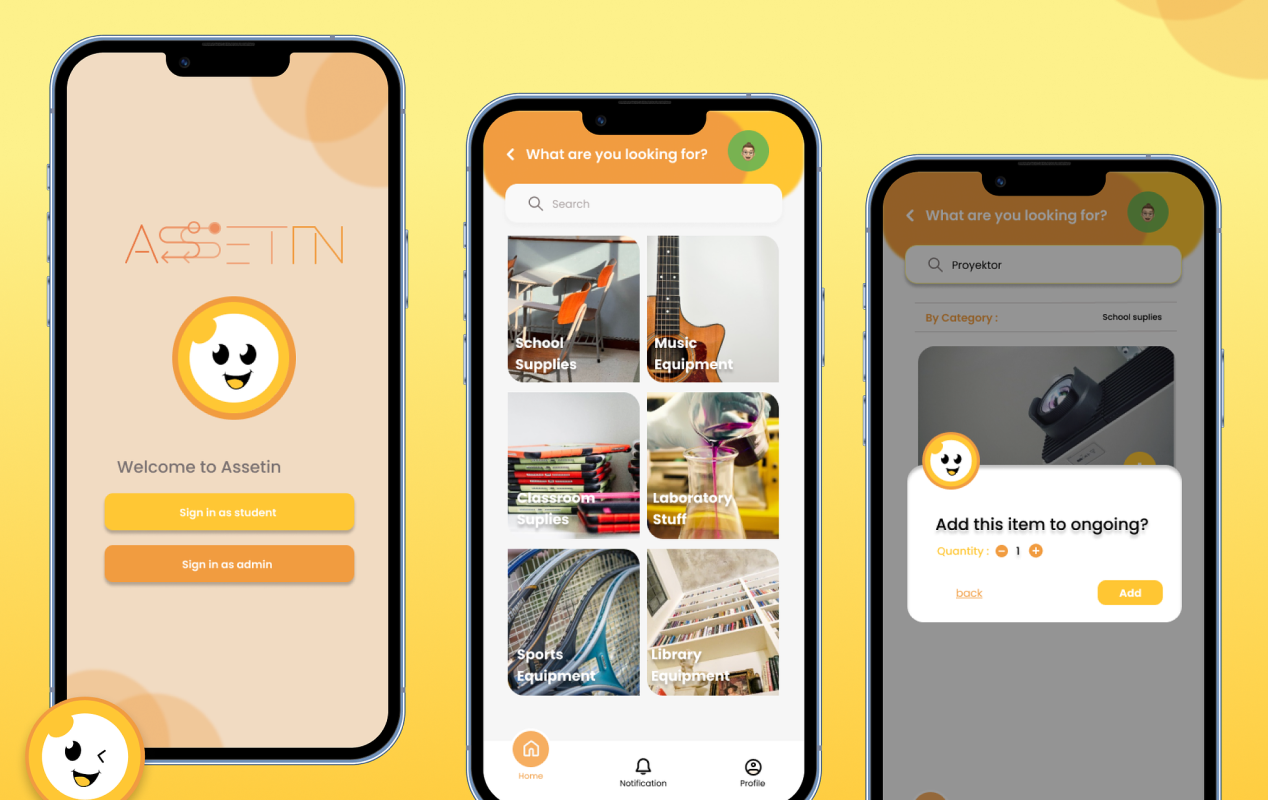 ASSETIN
Welcome to Assetin
Sign in as student
Sign in as admin
What are you looking for?
Search
School
Supplies
Music
Equipment
Classroom
Suplies
Laboratory
Stuff
Sports
Equipment
Library
Equipment
Home
Notification
Profile
What are you looking for?
Proyektor
By Category :
School suplies
Add this item to ongoing?
Quantity :
1
back
Add